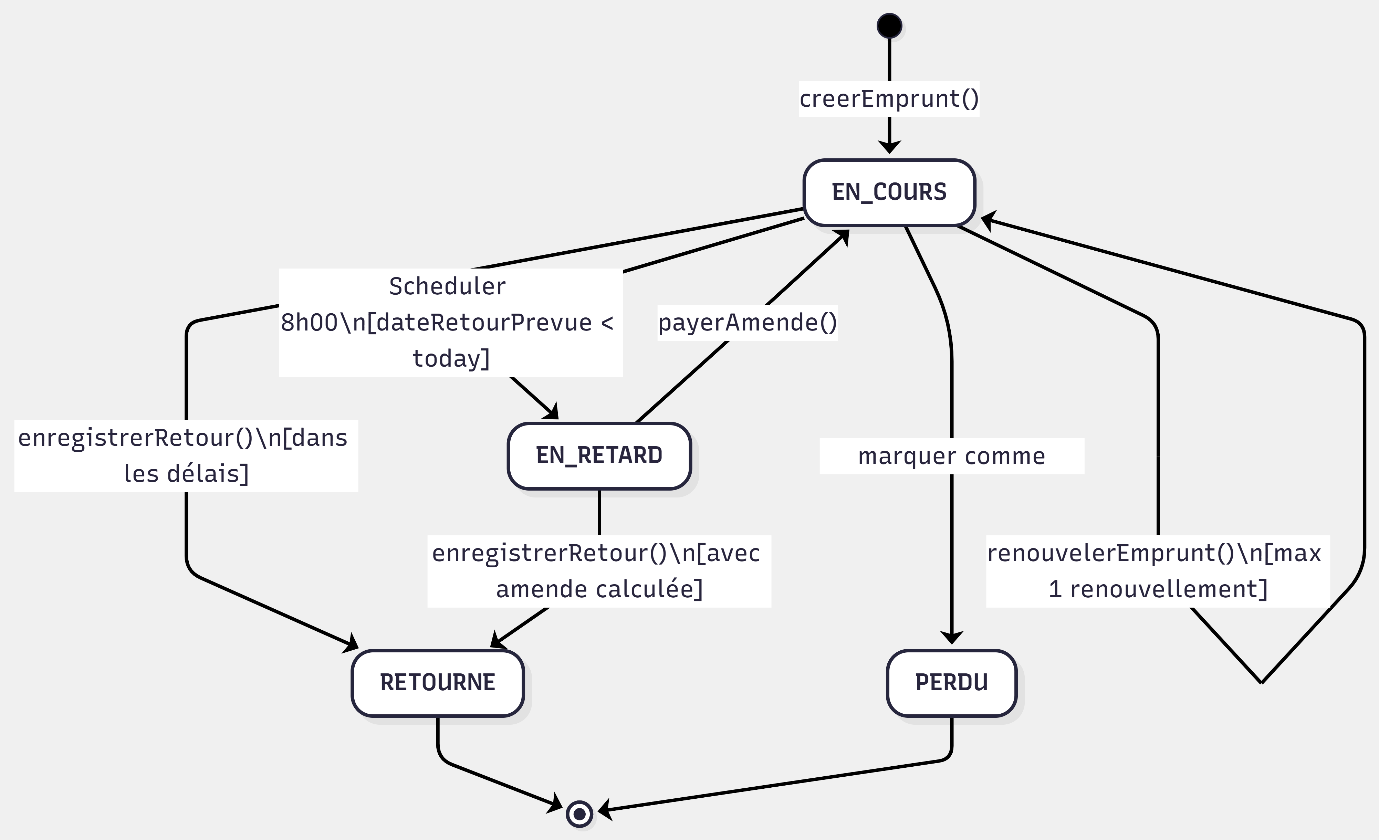 creerEmprunt()
EN_COURS
Scheduler
8h00\n[dateRetourPrevue <
today]
payerAmende()
enregistrerRetour()\n[dans
les délais]
EN_RETARD
marquer comme
enregistrerRetour()\n[avec
amende calculée]
renouvelerEmprunt()\n[max
1 renouvellement]
RETOURNE
PERDU